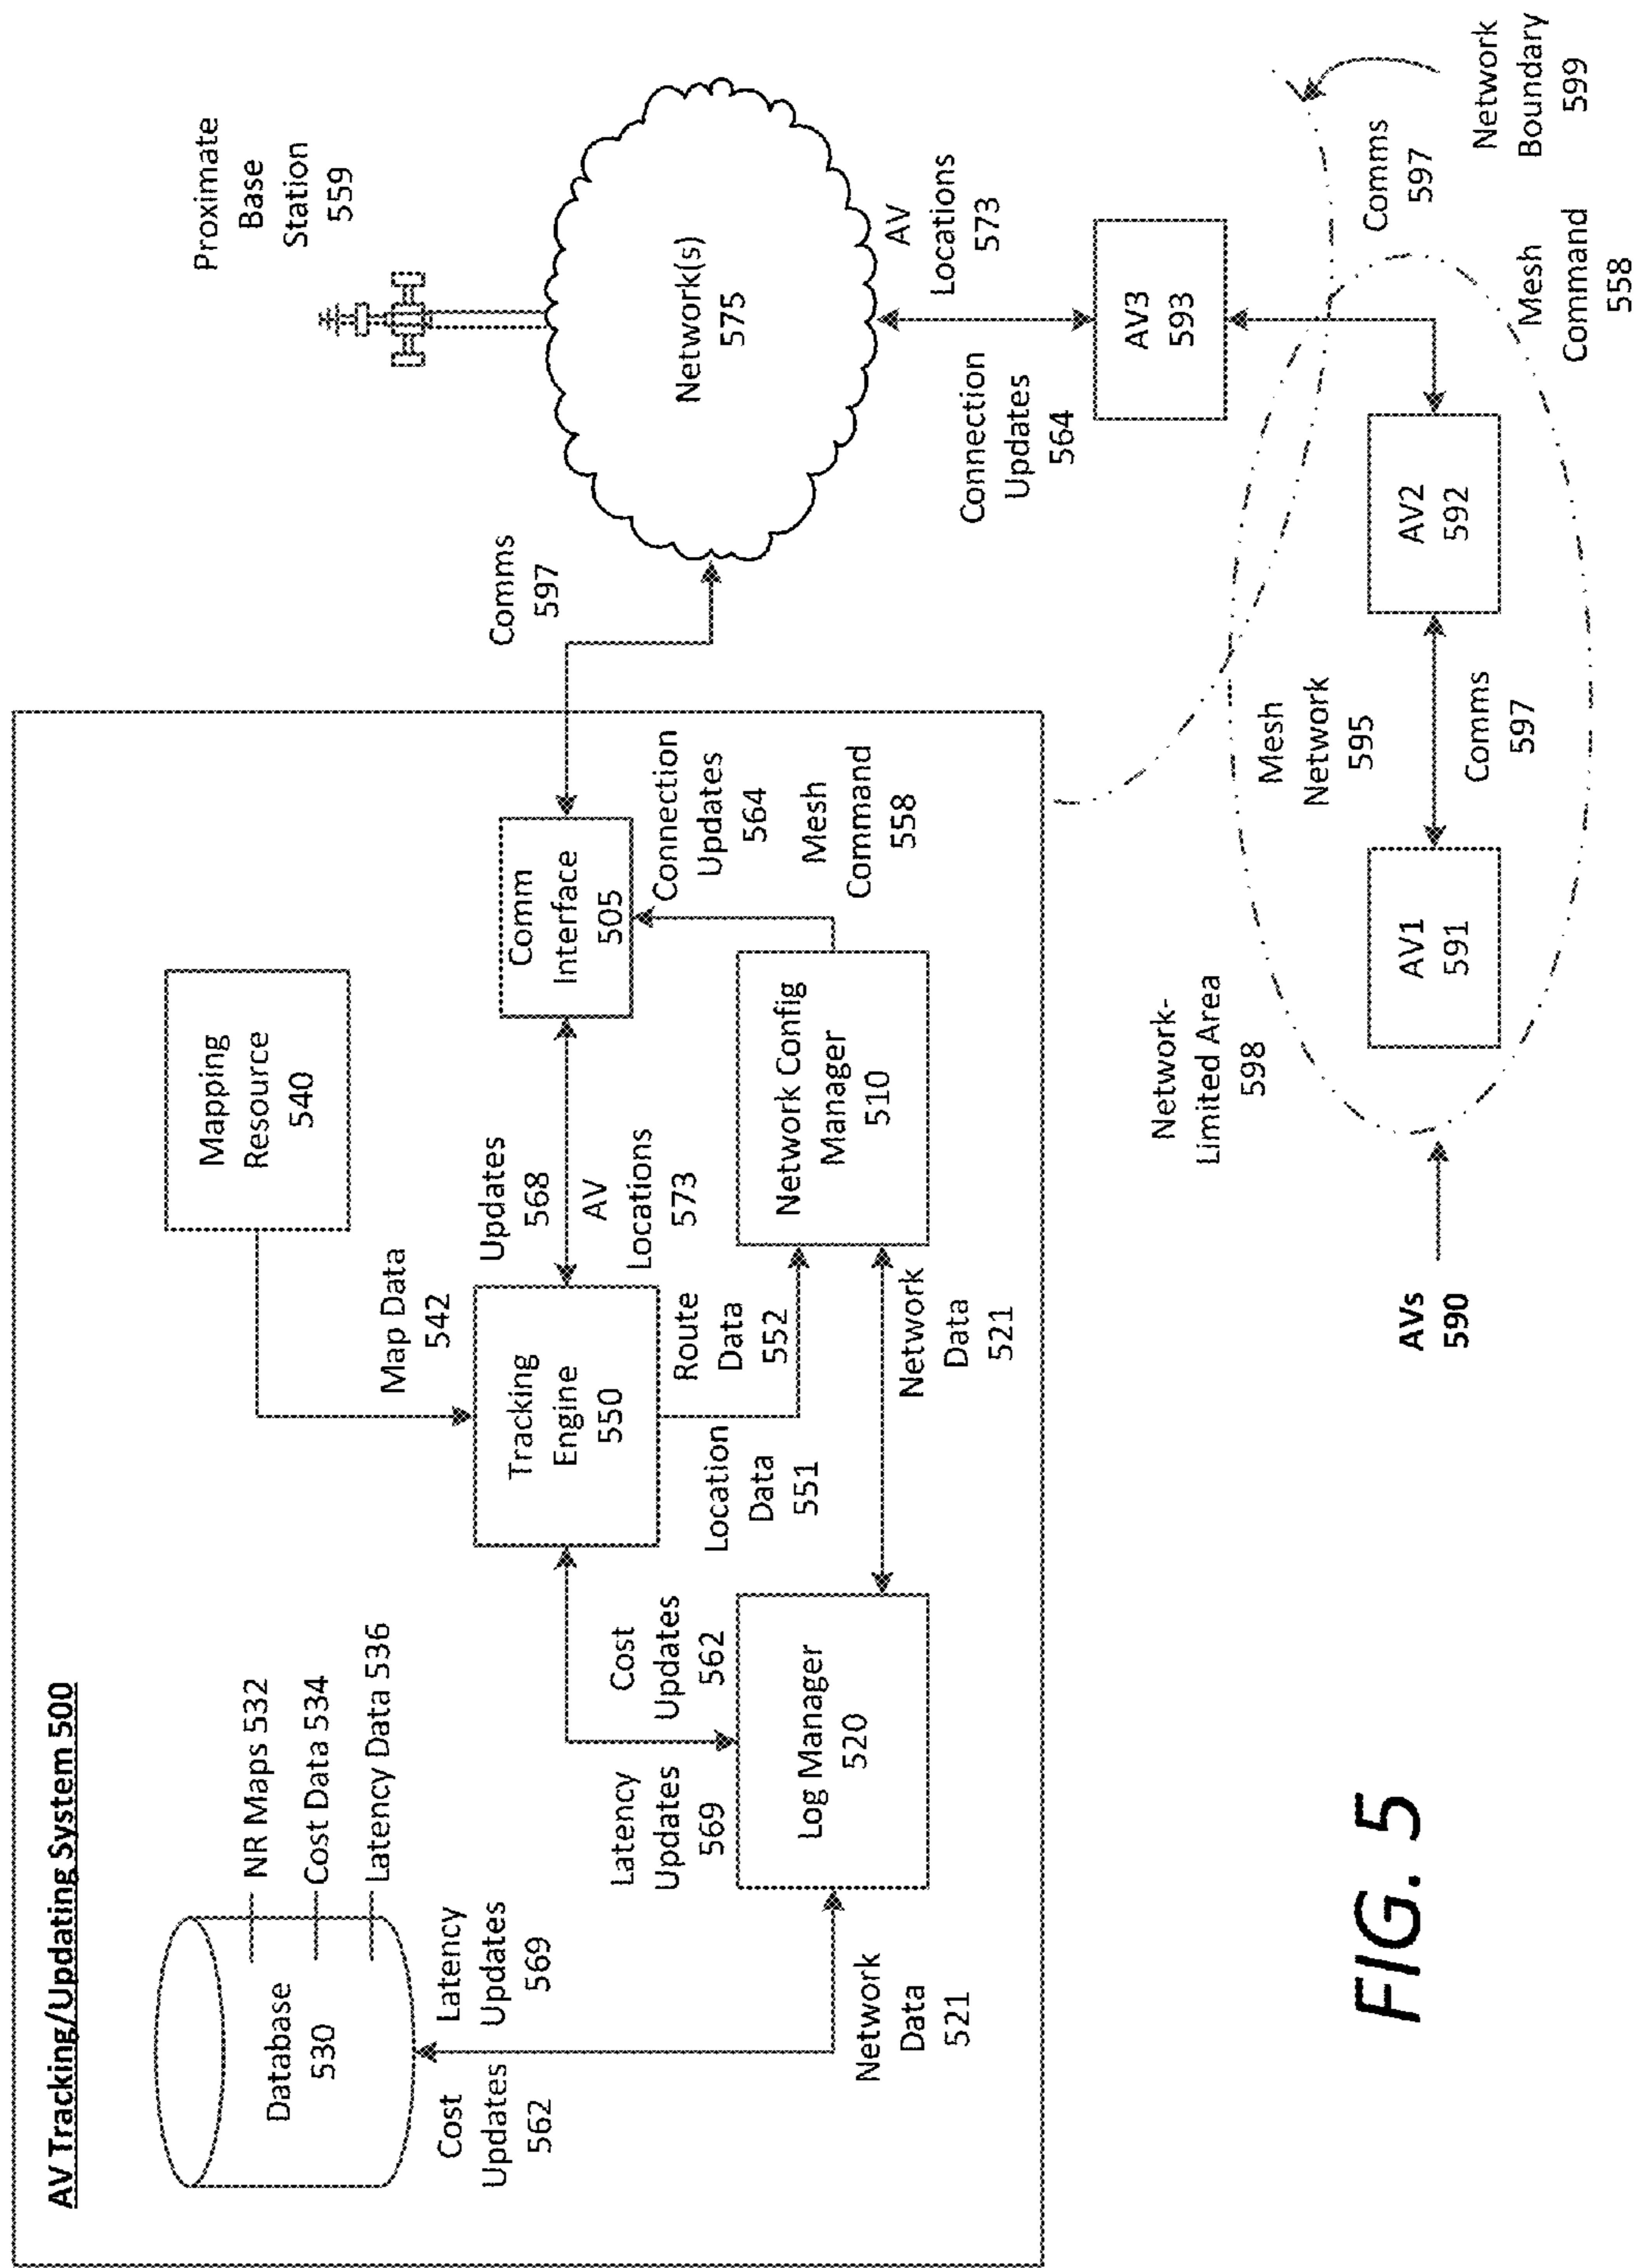 AV Tracking/Updating System 500
Database
530
NR Maps 532
Cost Data 534
Latency Data 536
Mapping
Resource
540
Map Data
542
Cost
Updates
562
Latency
Updates
569
Latency
Updates
569
Cost
Updates
562
Tracking
Engine
550
Updates
568
AV
Locations
573
Comm
Interface
505
Comms
597
Location
Data
551
Route
Data
552
Connection
Updates
564
Mesh
Command
558
Network
Data
521
Log Manager
520
Network
Data
521
Network Config
Manager
510
Proximate
Base
Station
559
Network(s)
575
Connection
Updates
564
AV
Locations
573
AV3
593
Network-
Limited Area
598
Mesh
Network
595
Comms
597
Network
Boundary
599
Mesh
Command
558
AVs
590
AV1
591
Comms
597
AV2
592
FIG. 5